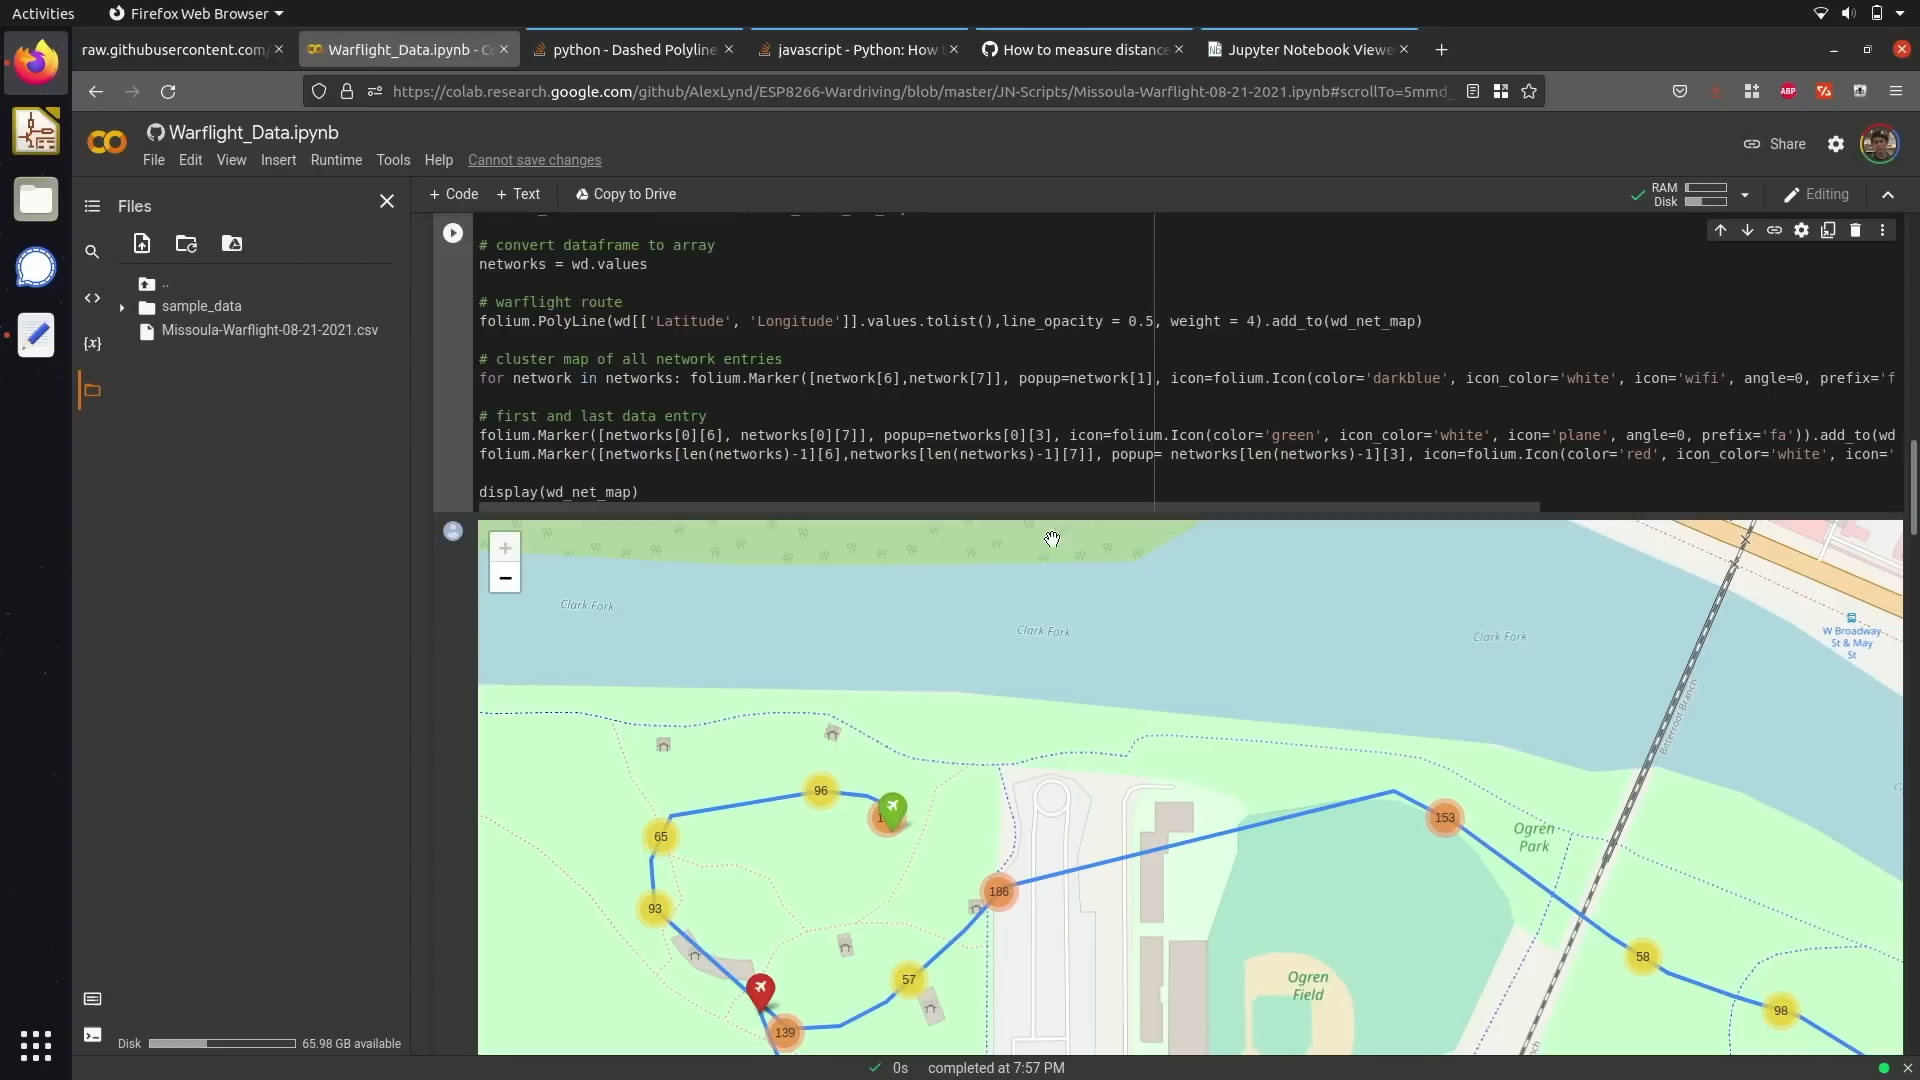 Activities
Firefox Web Browser
raw.githubusercontent.com/
Warflight_Data.ipynb - C
python - Dashed Polyline
javascript - Python: How
How to measure distance
Jupyter Notebook Viewe
https://colab.research.google.com/github/AlexLynd/ESP8266-Wardriving/blob/master/JN-Scripts/Missoula-Warflight-08-21-2021.ipynb#scrollTo=5mmd_
ABP
Warflight_Data.ipynb
File Edit View Insert Runtime Tools Help Cannot save changes
Share
Files
+ Code + Text Copy to Drive
RAM
Disk
Editing
..
sample_data
Missoula-Warflight-08-21-2021.csv
{x}
# convert dataframe to array
networks = wd.values
# warflight route
folium.PolyLine(wd[['Latitude', 'Longitude']].values.tolist(),line_opacity = 0.5, weight = 4).add_to(wd_net_map)
# cluster map of all network entries
for network in networks: folium.Marker([network[6],network[7]], popup=network[1], icon=folium.Icon(color='darkblue', icon_color='white', icon='wifi', angle=0, prefix='f
# first and last data entry
folium.Marker([networks[0][6], networks[0][7]], popup=networks[0][3], icon=folium.Icon(color='green', icon_color='white', icon='plane', angle=0, prefix='fa')).add_to(wd
folium.Marker([networks[len(networks)-1][6],networks[len(networks)-1][7]], popup= networks[len(networks)-1][3], icon=folium.Icon(color='red', icon_color='white', icon='
display(wd_net_map)
+
−
Clark Fork
Clark Fork
Clark Fork
W Broadway
St & May
St
Bitterroot Branch
96
65
93
139
57
186
153
58
98
Ogren
Park
Ogren
Field
Disk 65.98 GB available
0s completed at 7:57 PM